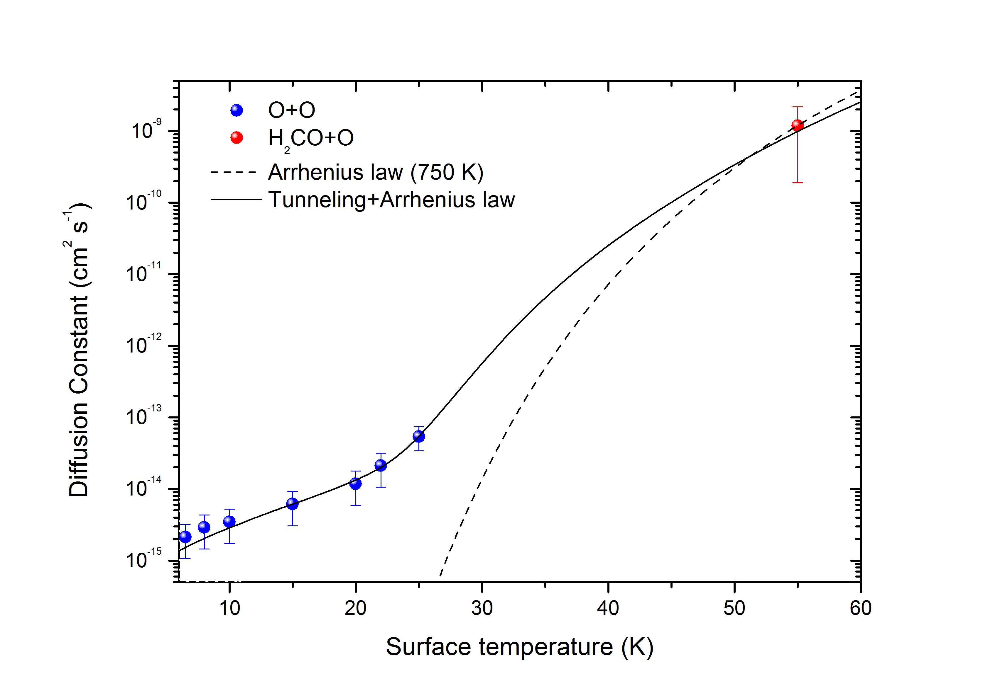 O+O
H₂CO+O
Arrhenius law (750 K)
Tunneling+Arrhenius law
10⁻⁹
10⁻¹⁰
10⁻¹¹
10⁻¹²
10⁻¹³
10⁻¹⁴
10⁻¹⁵
Diffusion Constant (cm² s⁻¹)
10 20 30 40 50 60
Surface temperature (K)